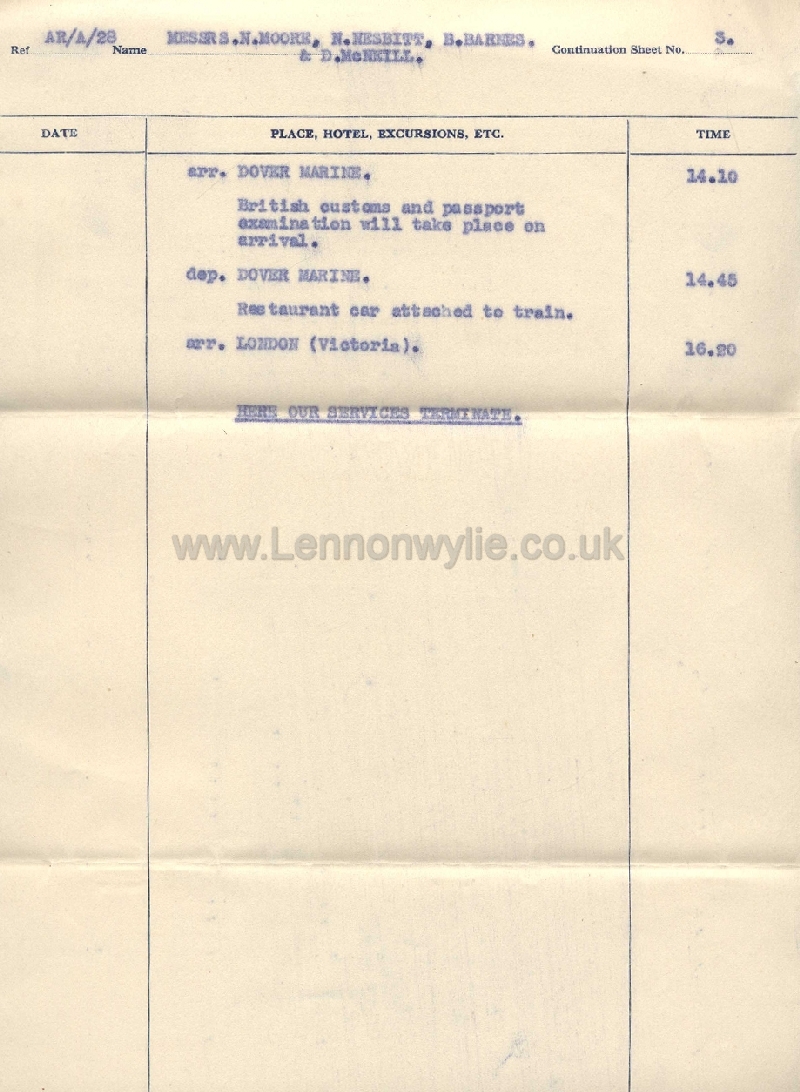 Ref AR/A/28 Name MESSRS.N.MOORE, N.NESBITT, B.BARNES. Continuation Sheet No. 3.
& D.McNEILL.
DATE PLACE, HOTEL, EXCURSIONS, ETC. TIME
arr. DOVER MARINE. 14.10
British customs and passport
examination will take place on
arrival.
dep. DOVER MARINE. 14.45
Restaurant car attached to train.
arr. LONDON (Victoria). 16.20
HERE OUR SERVICES TERMINATE.
www.Lennonwylie.co.uk